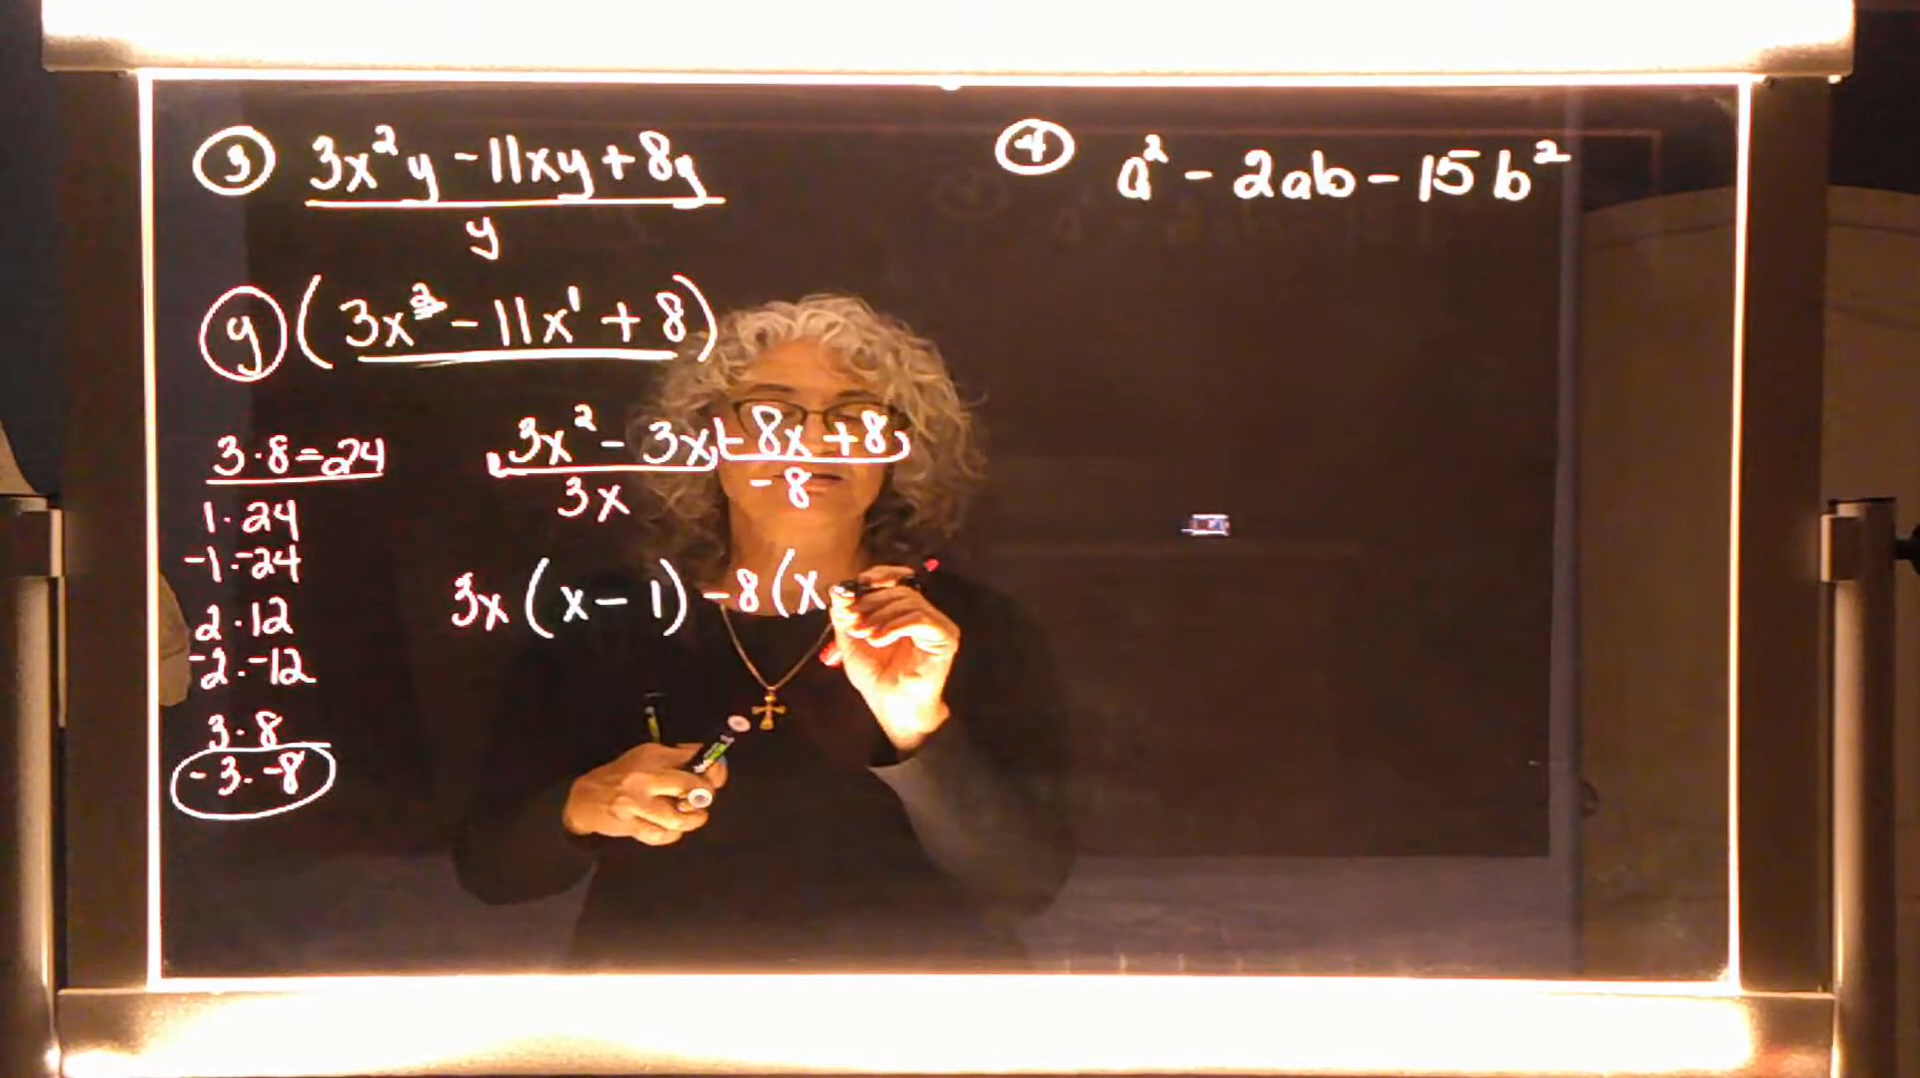 ③ 3x²y - 11xy + 8y
y
y ( 3x² - 11x¹ + 8 )
3·8=24
1·24
-1·-24
2·12
-2·-12
3·8
-3·-8
3x² - 3x - 8x + 8
3x -8
3x ( x - 1 ) - 8 ( x
④ a² - 2ab - 15b²